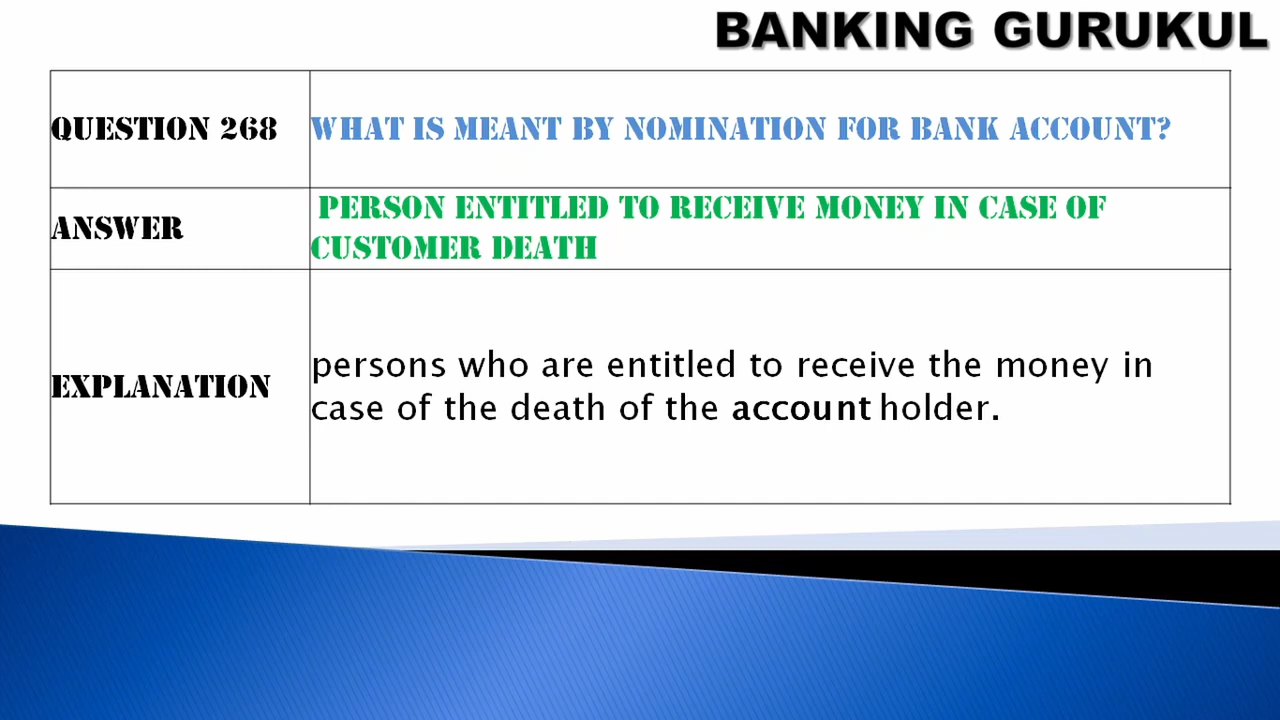 BANKING GURUKUL
QUESTION 268
WHAT IS MEANT BY NOMINATION FOR BANK ACCOUNT?
ANSWER
PERSON ENTITLED TO RECEIVE MONEY IN CASE OF
CUSTOMER DEATH
EXPLANATION
persons who are entitled to receive the money in
case of the death of the account holder.